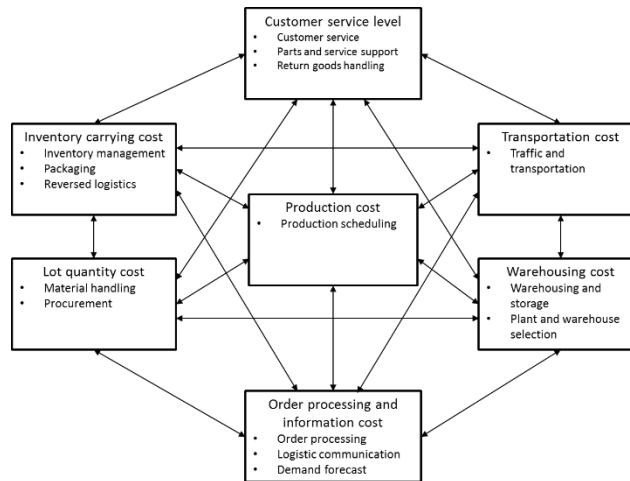 Customer service level
• Customer service
• Parts and service support
• Return goods handling
Inventory carrying cost
• Inventory management
• Packaging
• Reversed logistics
Transportation cost
• Traffic and
transportation
Production cost
• Production scheduling
Lot quantity cost
• Material handling
• Procurement
Warehousing cost
• Warehousing and
storage
• Plant and warehouse
selection
Order processing and
information cost
• Order processing
• Logistic communication
• Demand forecast